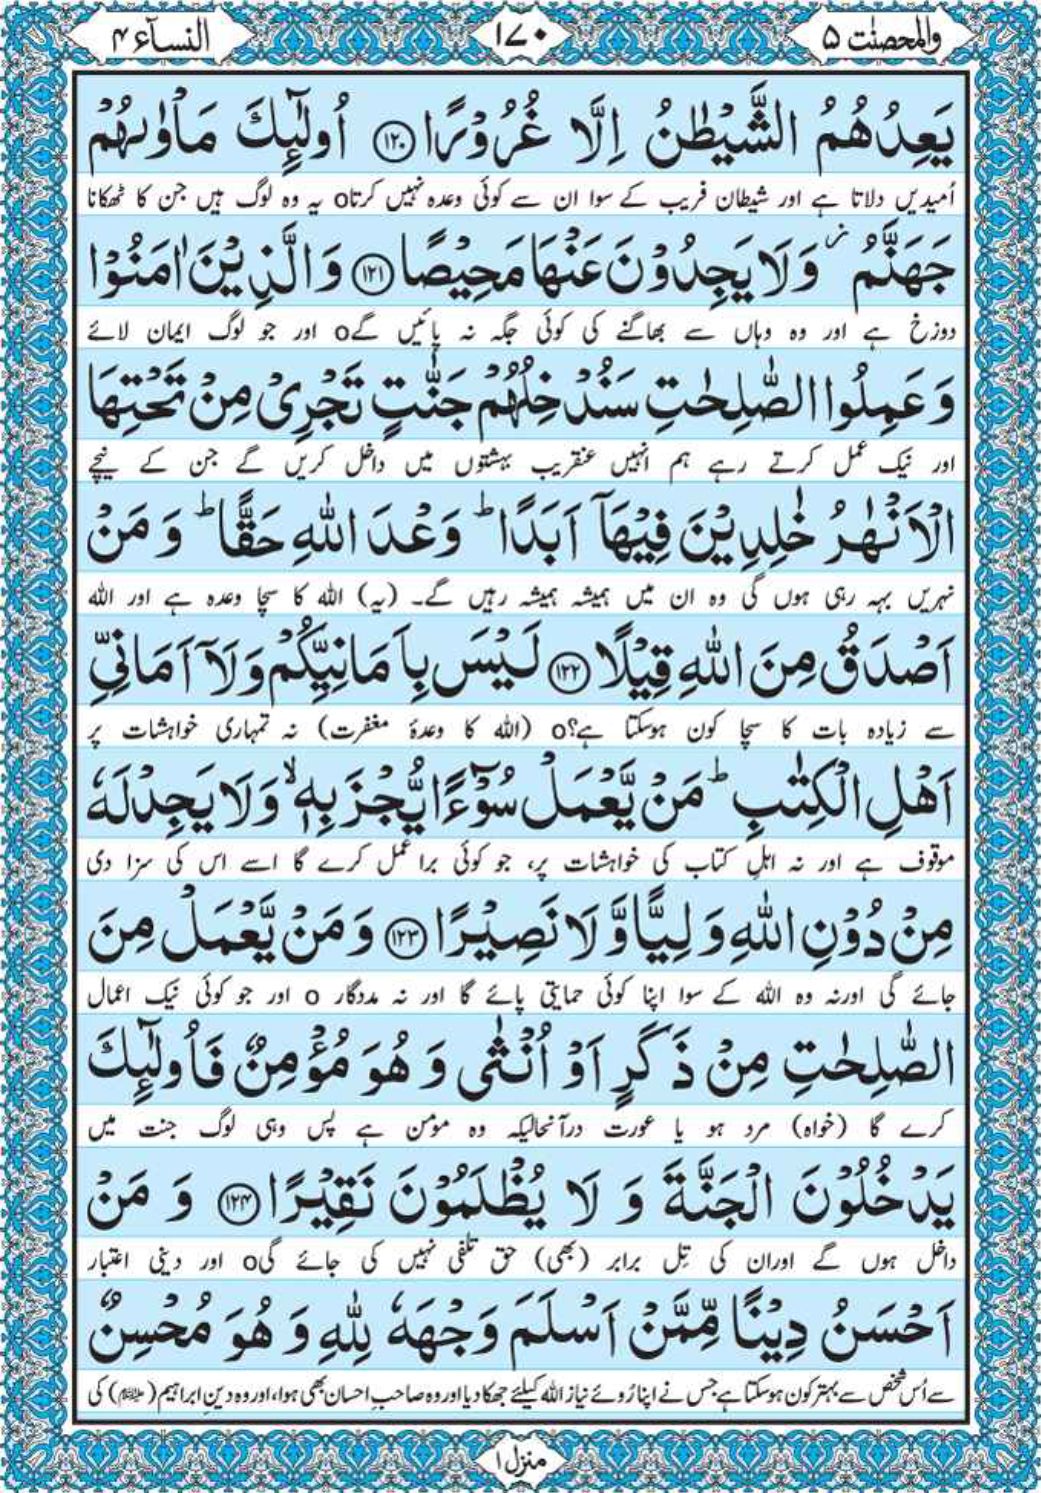 والمحصنٰت ۵
۱۷۰
النسآء ۴
يَعِدُهُمُ الشَّيْطٰنُ اِلَّا غُرُوْرًا ﴿۱۲۰﴾ اُولٰٓئِكَ مَاْوٰىهُمْ
اُمیدیں دلاتا ہے اور شیطان فریب کے سوا ان سے کوئی وعدہ نہیں کرتاo یہ وہ لوگ ہیں جن کا ٹھکانا
جَهَنَّمُ ز وَلَا يَجِدُوْنَ عَنْهَا مَحِيْصًا ﴿۱۲۱﴾ وَالَّذِيْنَ اٰمَنُوْا
دوزخ ہے اور وہ وہاں سے بھاگنے کی کوئی جگہ نہ پائیں گےo اور جو لوگ ایمان لائے
وَعَمِلُوا الصّٰلِحٰتِ سَنُدْخِلُهُمْ جَنّٰتٍ تَجْرِيْ مِنْ تَحْتِهَا
اور نیک عمل کرتے رہے ہم انہیں عنقریب بہشتوں میں داخل کریں گے جن کے نیچے
الْاَنْهٰرُ خٰلِدِيْنَ فِيْهَآ اَبَدًا ط وَعْدَ اللهِ حَقًّا ط وَمَنْ
نہریں بہہ رہی ہوں گی وہ ان میں ہمیشہ ہمیشہ رہیں گے۔ (یہ) اللہ کا سچا وعدہ ہے اور اللہ
اَصْدَقُ مِنَ اللهِ قِيْلًا ﴿۱۲۲﴾ لَيْسَ بِاَمَانِيِّكُمْ وَلَآ اَمَانِيِّ
سے زیادہ بات کا سچا کون ہوسکتا ہے؟o (اللہ کا وعدۂ مغفرت) نہ تمہاری خواہشات پر
اَهْلِ الْكِتٰبِ ط مَنْ يَّعْمَلْ سُوْٓءًا يُّجْزَ بِهٖ لا وَلَا يَجِدْ لَهٗ
موقوف ہے اور نہ اہلِ کتاب کی خواہشات پر، جو کوئی برا عمل کرے گا اسے اس کی سزا دی
مِنْ دُوْنِ اللهِ وَلِيًّا وَّلَا نَصِيْرًا ﴿۱۲۳﴾ وَمَنْ يَّعْمَلْ مِنَ
جائے گی اورنہ وہ اللہ کے سوا اپنا کوئی حمایتی پائے گا اور نہ مددگار o اور جو کوئی نیک اعمال
الصّٰلِحٰتِ مِنْ ذَكَرٍ اَوْ اُنْثٰى وَهُوَ مُؤْمِنٌ فَاُولٰٓئِكَ
کرے گا (خواہ) مرد ہو یا عورت درآنحالیکہ وہ مومن ہے پس وہی لوگ جنت میں
يَدْخُلُوْنَ الْجَنَّةَ وَلَا يُظْلَمُوْنَ نَقِيْرًا ﴿۱۲۴﴾ وَمَنْ
داخل ہوں گے اوران کی تِل برابر (بھی) حق تلفی نہیں کی جائے گیo اور دینی اعتبار
اَحْسَنُ دِيْنًا مِّمَّنْ اَسْلَمَ وَجْهَهٗ لِلّٰهِ وَهُوَ مُحْسِنٌ
سے اُس شخص سے بہتر کون ہوسکتا ہے جس نے اپنا رُوئے نیاز اللہ کیلئے جھکا دیا اور وہ صاحبِ احسان بھی ہوا، اور وہ دینِ ابراہیم () کی
منزل ۱